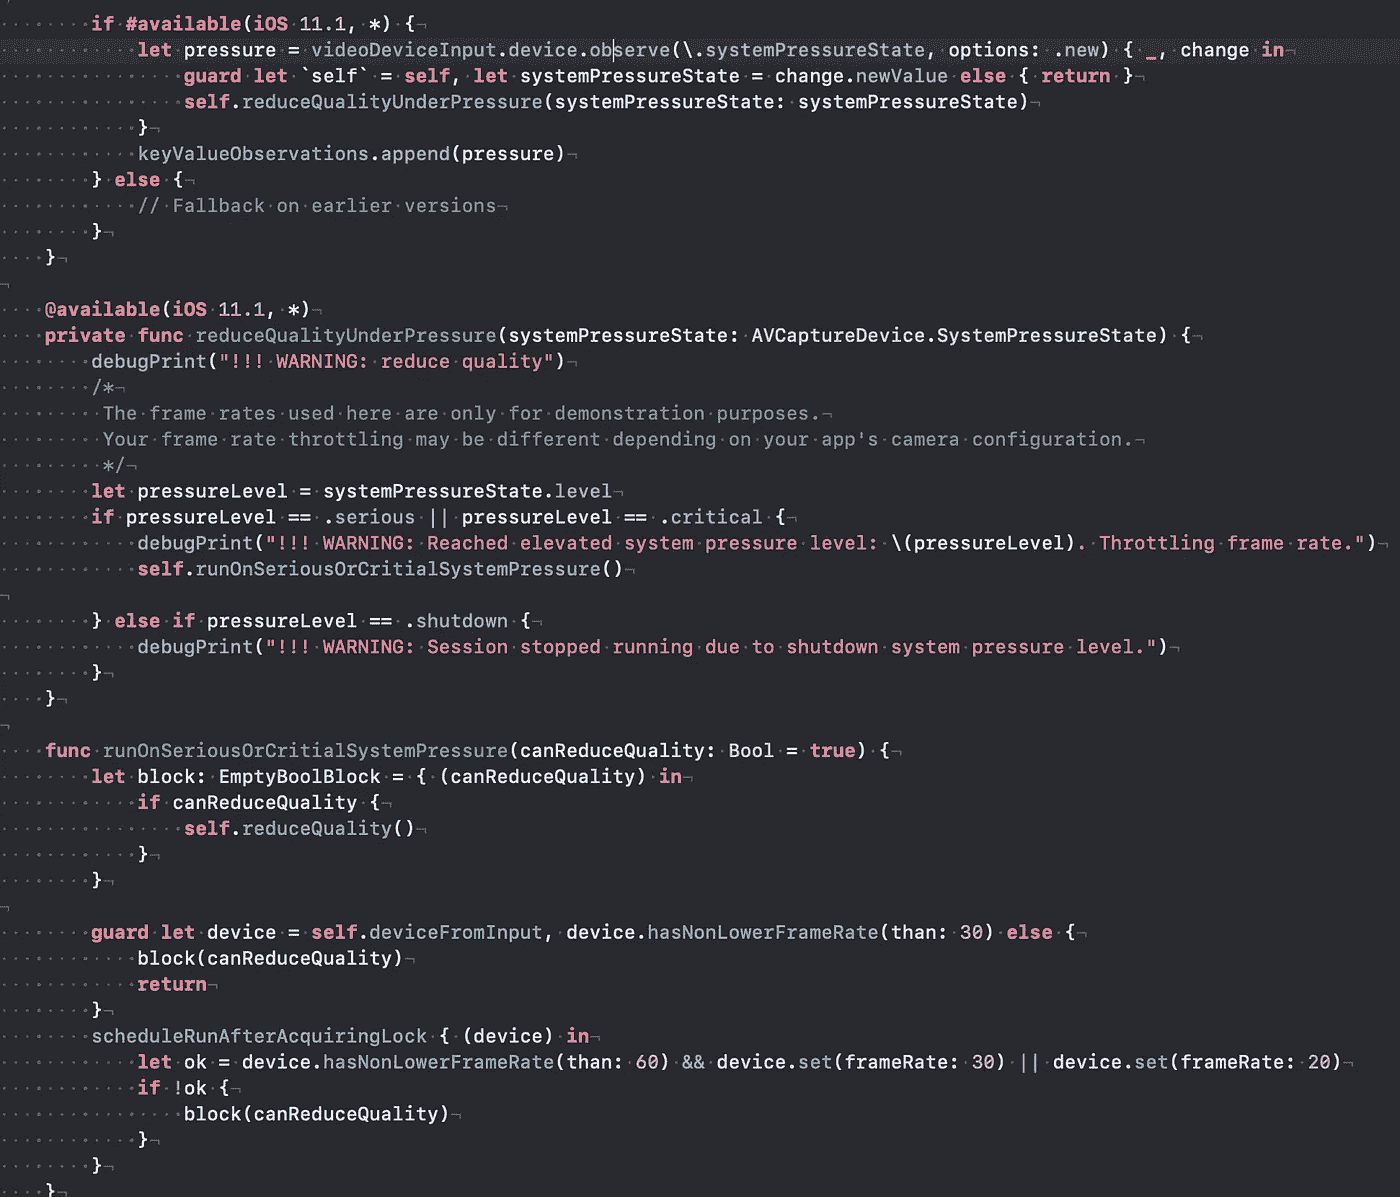 if #available(iOS 11.1, *) {
let pressure = videoDeviceInput.device.observe(\.systemPressureState, options: .new) { _, change in
guard let `self` = self, let systemPressureState = change.newValue else { return }
self.reduceQualityUnderPressure(systemPressureState: systemPressureState)
}
keyValueObservations.append(pressure)
} else {
// Fallback on earlier versions
}
}
@available(iOS 11.1, *)
private func reduceQualityUnderPressure(systemPressureState: AVCaptureDevice.SystemPressureState) {
debugPrint("!!! WARNING: reduce quality")
/*
The frame rates used here are only for demonstration purposes.
Your frame rate throttling may be different depending on your app's camera configuration.
*/
let pressureLevel = systemPressureState.level
if pressureLevel == .serious || pressureLevel == .critical {
debugPrint("!!! WARNING: Reached elevated system pressure level: \(pressureLevel). Throttling frame rate.")
self.runOnSeriousOrCritialSystemPressure()
} else if pressureLevel == .shutdown {
debugPrint("!!! WARNING: Session stopped running due to shutdown system pressure level.")
}
}
func runOnSeriousOrCritialSystemPressure(canReduceQuality: Bool = true) {
let block: EmptyBoolBlock = { (canReduceQuality) in
if canReduceQuality {
self.reduceQuality()
}
}
guard let device = self.deviceFromInput, device.hasNonLowerFrameRate(than: 30) else {
block(canReduceQuality)
return
}
scheduleRunAfterAcquiringLock { (device) in
let ok = device.hasNonLowerFrameRate(than: 60) && device.set(frameRate: 30) || device.set(frameRate: 20)
if !ok {
block(canReduceQuality)
}
}
}